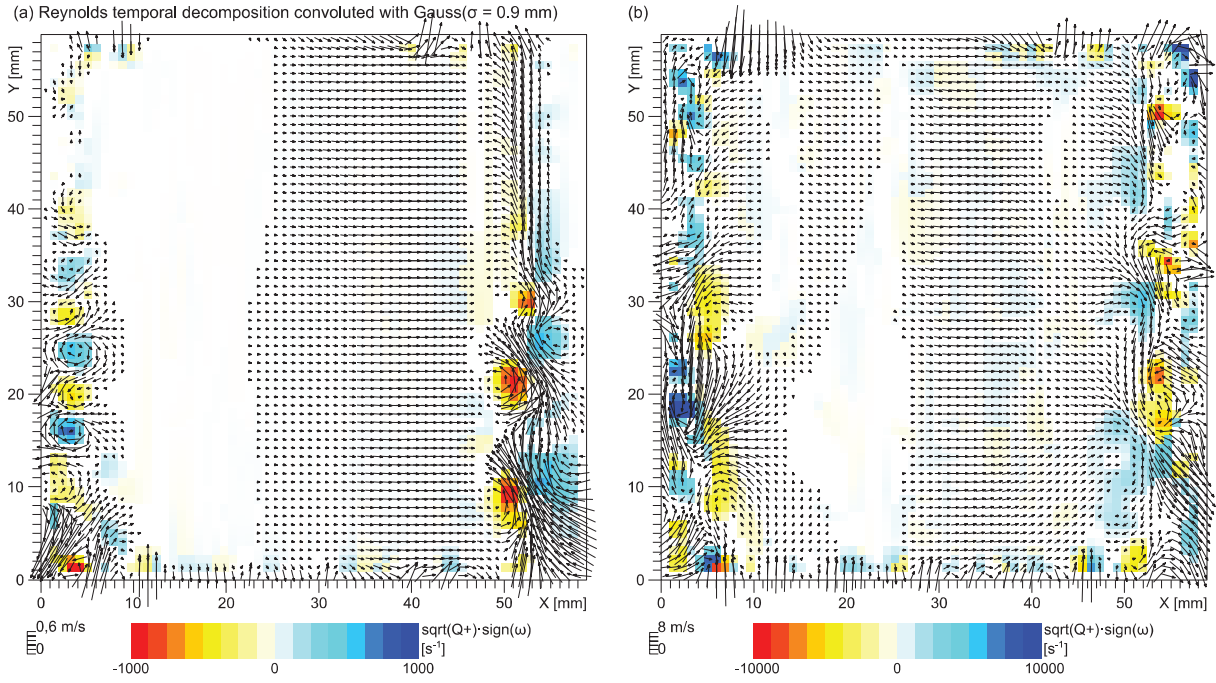 (a) Reynolds temporal decomposition convoluted with Gauss(σ = 0.9 mm)
(b)
Y [mm]
50
40
30
20
10
0
0 10 20 30 40 50 X [mm]
Y [mm]
50
40
30
20
10
0
0 10 20 30 40 50 X [mm]
0,6 m/s
0
sqrt(Q+)·sign(ω)
[s⁻¹]
-1000 0 1000
8 m/s
0
sqrt(Q+)·sign(ω)
[s⁻¹]
-10000 0 10000